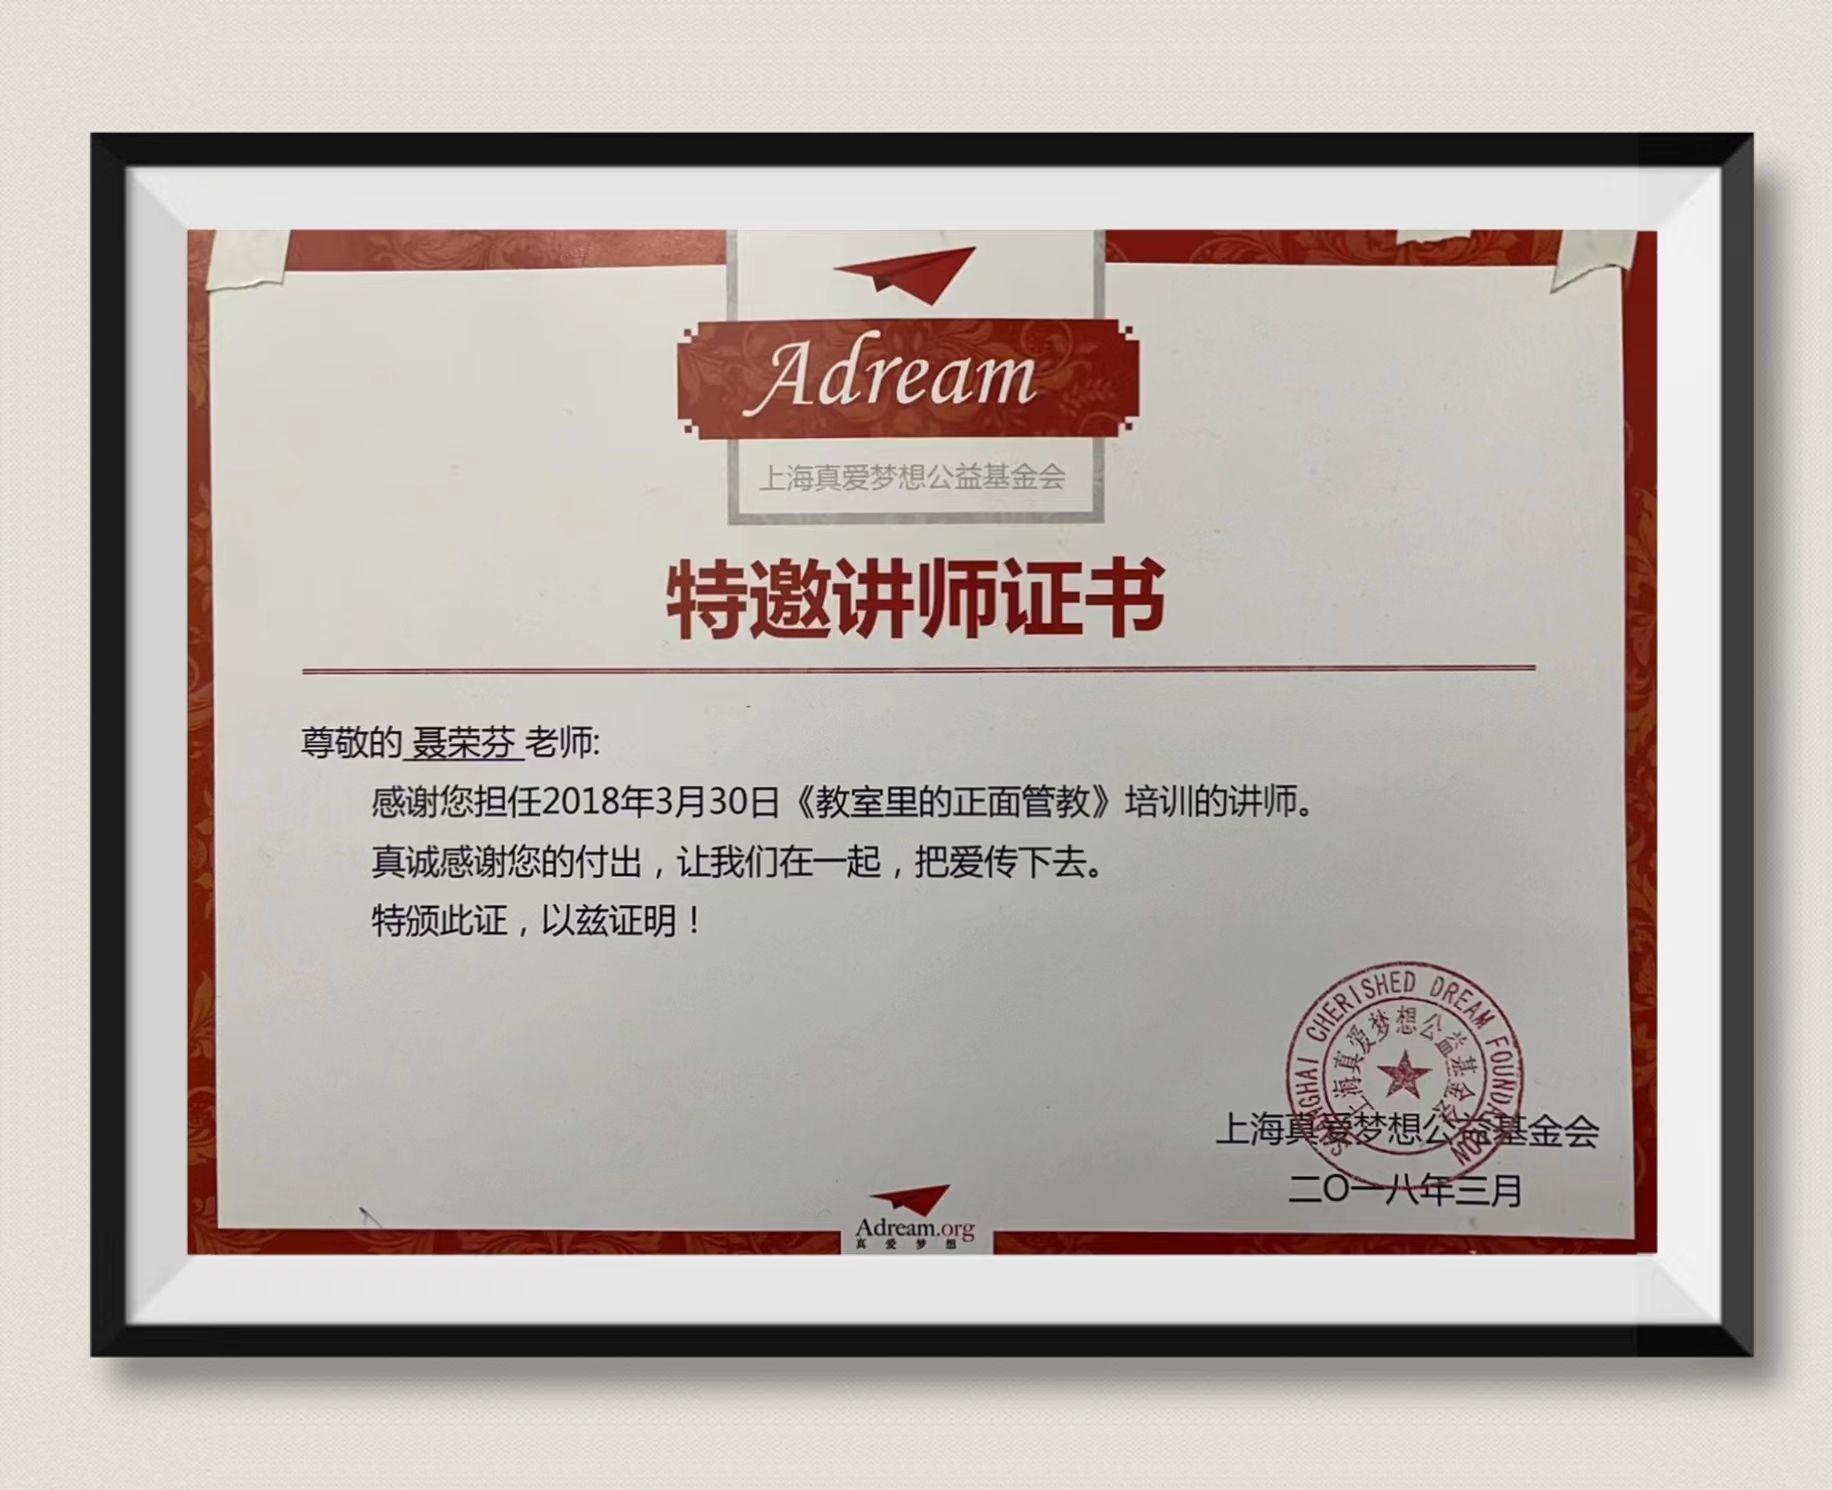 Adream
上海真爱梦想公益基金会
特邀讲师证书
尊敬的 聂荣芬 老师:
感谢您担任2018年3月30日《教室里的正面管教》培训的讲师。
真诚感谢您的付出，让我们在一起，把爱传下去。
特颁此证，以兹证明！
SHANGHAI CHERISHED DREAM FOUNDATION
上海真爱梦想公益基金会
上海真爱梦想公益基金会
二〇一八年三月
Adream.org
真爱梦想